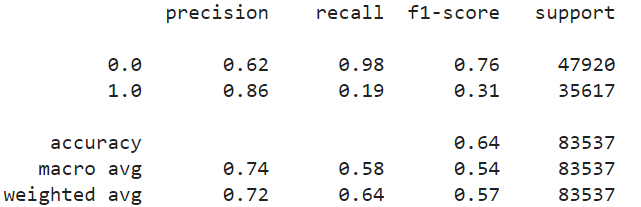 precision recall f1-score support
0.0 0.62 0.98 0.76 47920
1.0 0.86 0.19 0.31 35617
accuracy 0.64 83537
macro avg 0.74 0.58 0.54 83537
weighted avg 0.72 0.64 0.57 83537